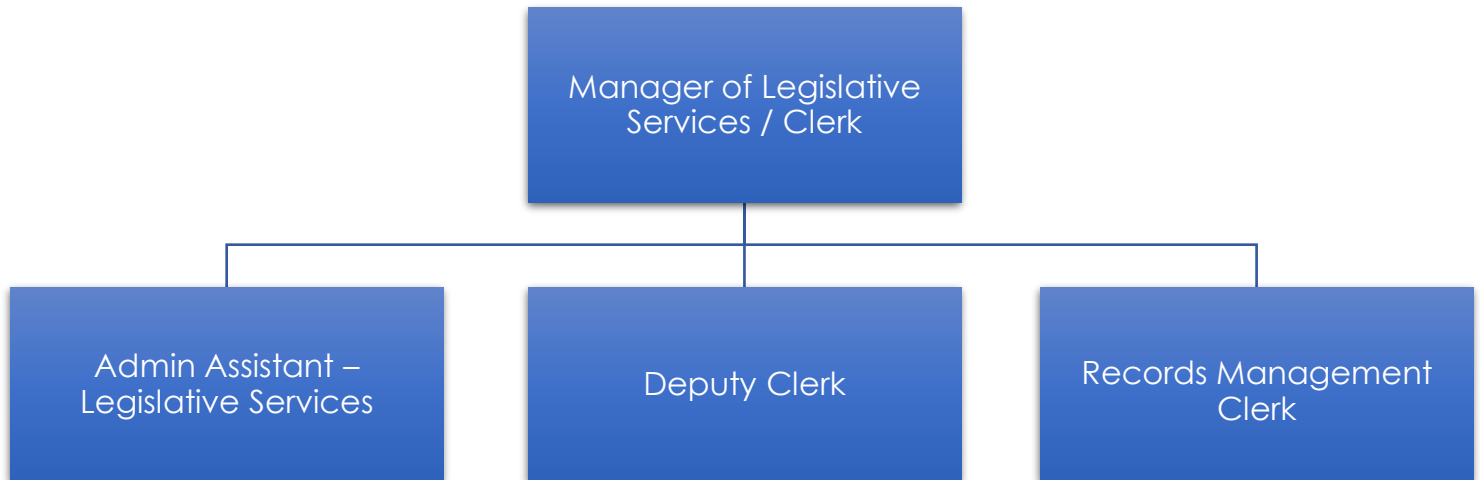 Manager of Legislative
Services / Clerk
Admin Assistant –
Legislative Services
Deputy Clerk
Records Management
Clerk